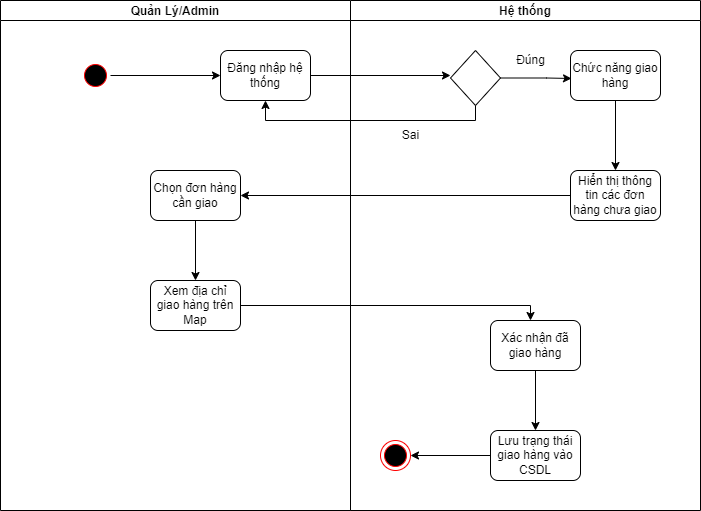 Quản Lý/Admin
Hệ thống
Đăng nhập hệ
thống
Đúng
Chức năng giao
hàng
Sai
Chọn đơn hàng
cần giao
Hiển thị thông
tin các đơn
hàng chưa giao
Xem địa chỉ
giao hàng trên
Map
Xác nhận đã
giao hàng
Lưu trạng thái
giao hàng vào
CSDL